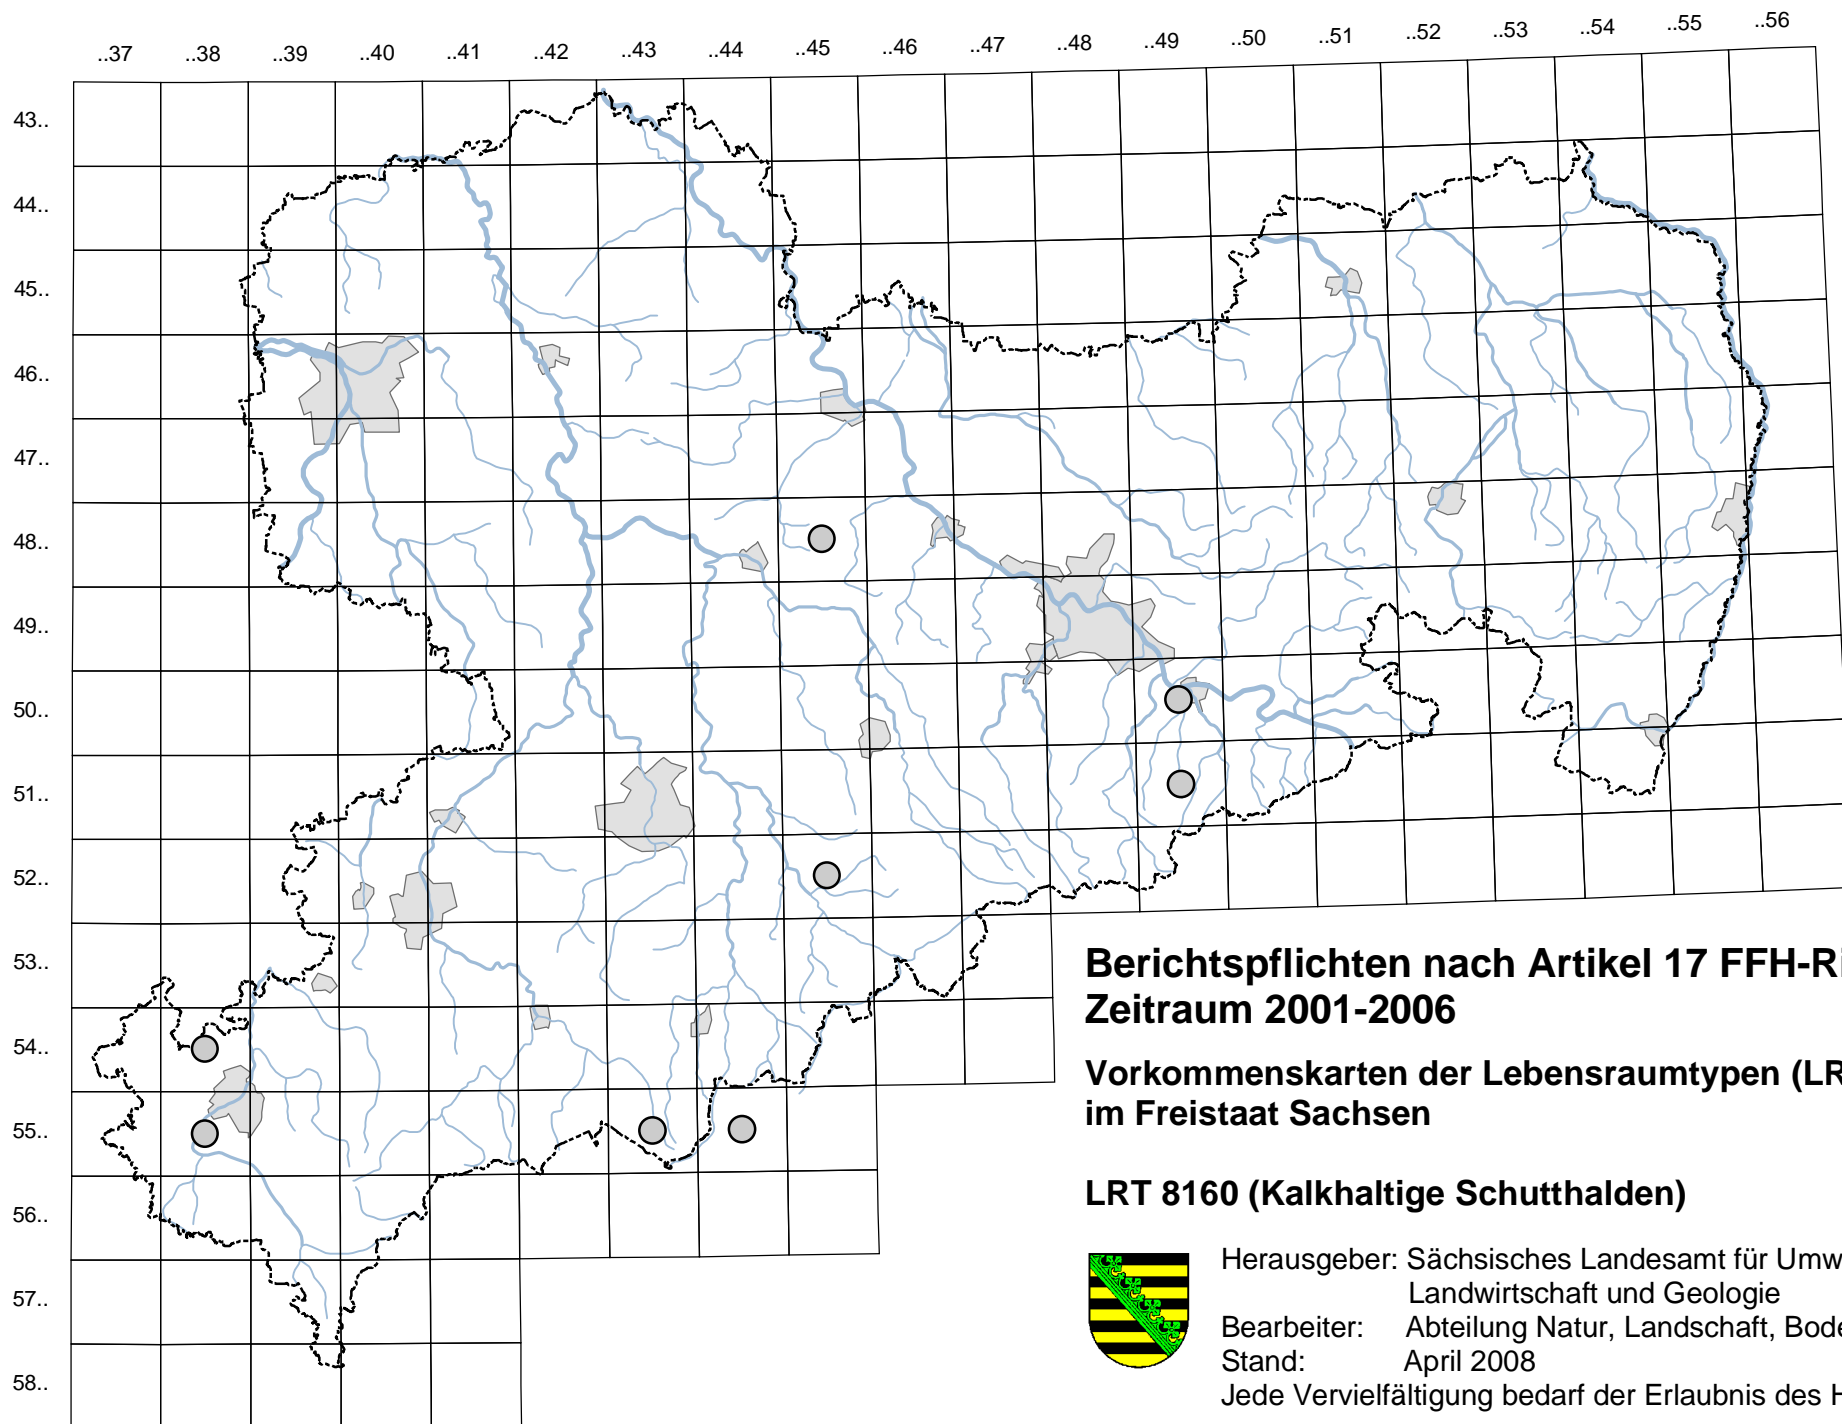 ..37 ..38 ..39 ..40 ..41 ..42 ..43 ..44 ..45 ..46 ..47 ..48 ..49 ..50 ..51 ..52 ..53 ..54 ..55 ..56
43..
44..
45..
46..
47..
48..
49..
50..
51..
52..
53..
54..
55..
56..
57..
58..
Berichtspflichten nach Artikel 17 FFH-Ri
Zeitraum 2001-2006
Vorkommenskarten der Lebensraumtypen (LR
im Freistaat Sachsen
LRT 8160 (Kalkhaltige Schutthalden)
Herausgeber: Sächsisches Landesamt für Umw
Landwirtschaft und Geologie
Bearbeiter: Abteilung Natur, Landschaft, Bode
Stand: April 2008
Jede Vervielfältigung bedarf der Erlaubnis des H